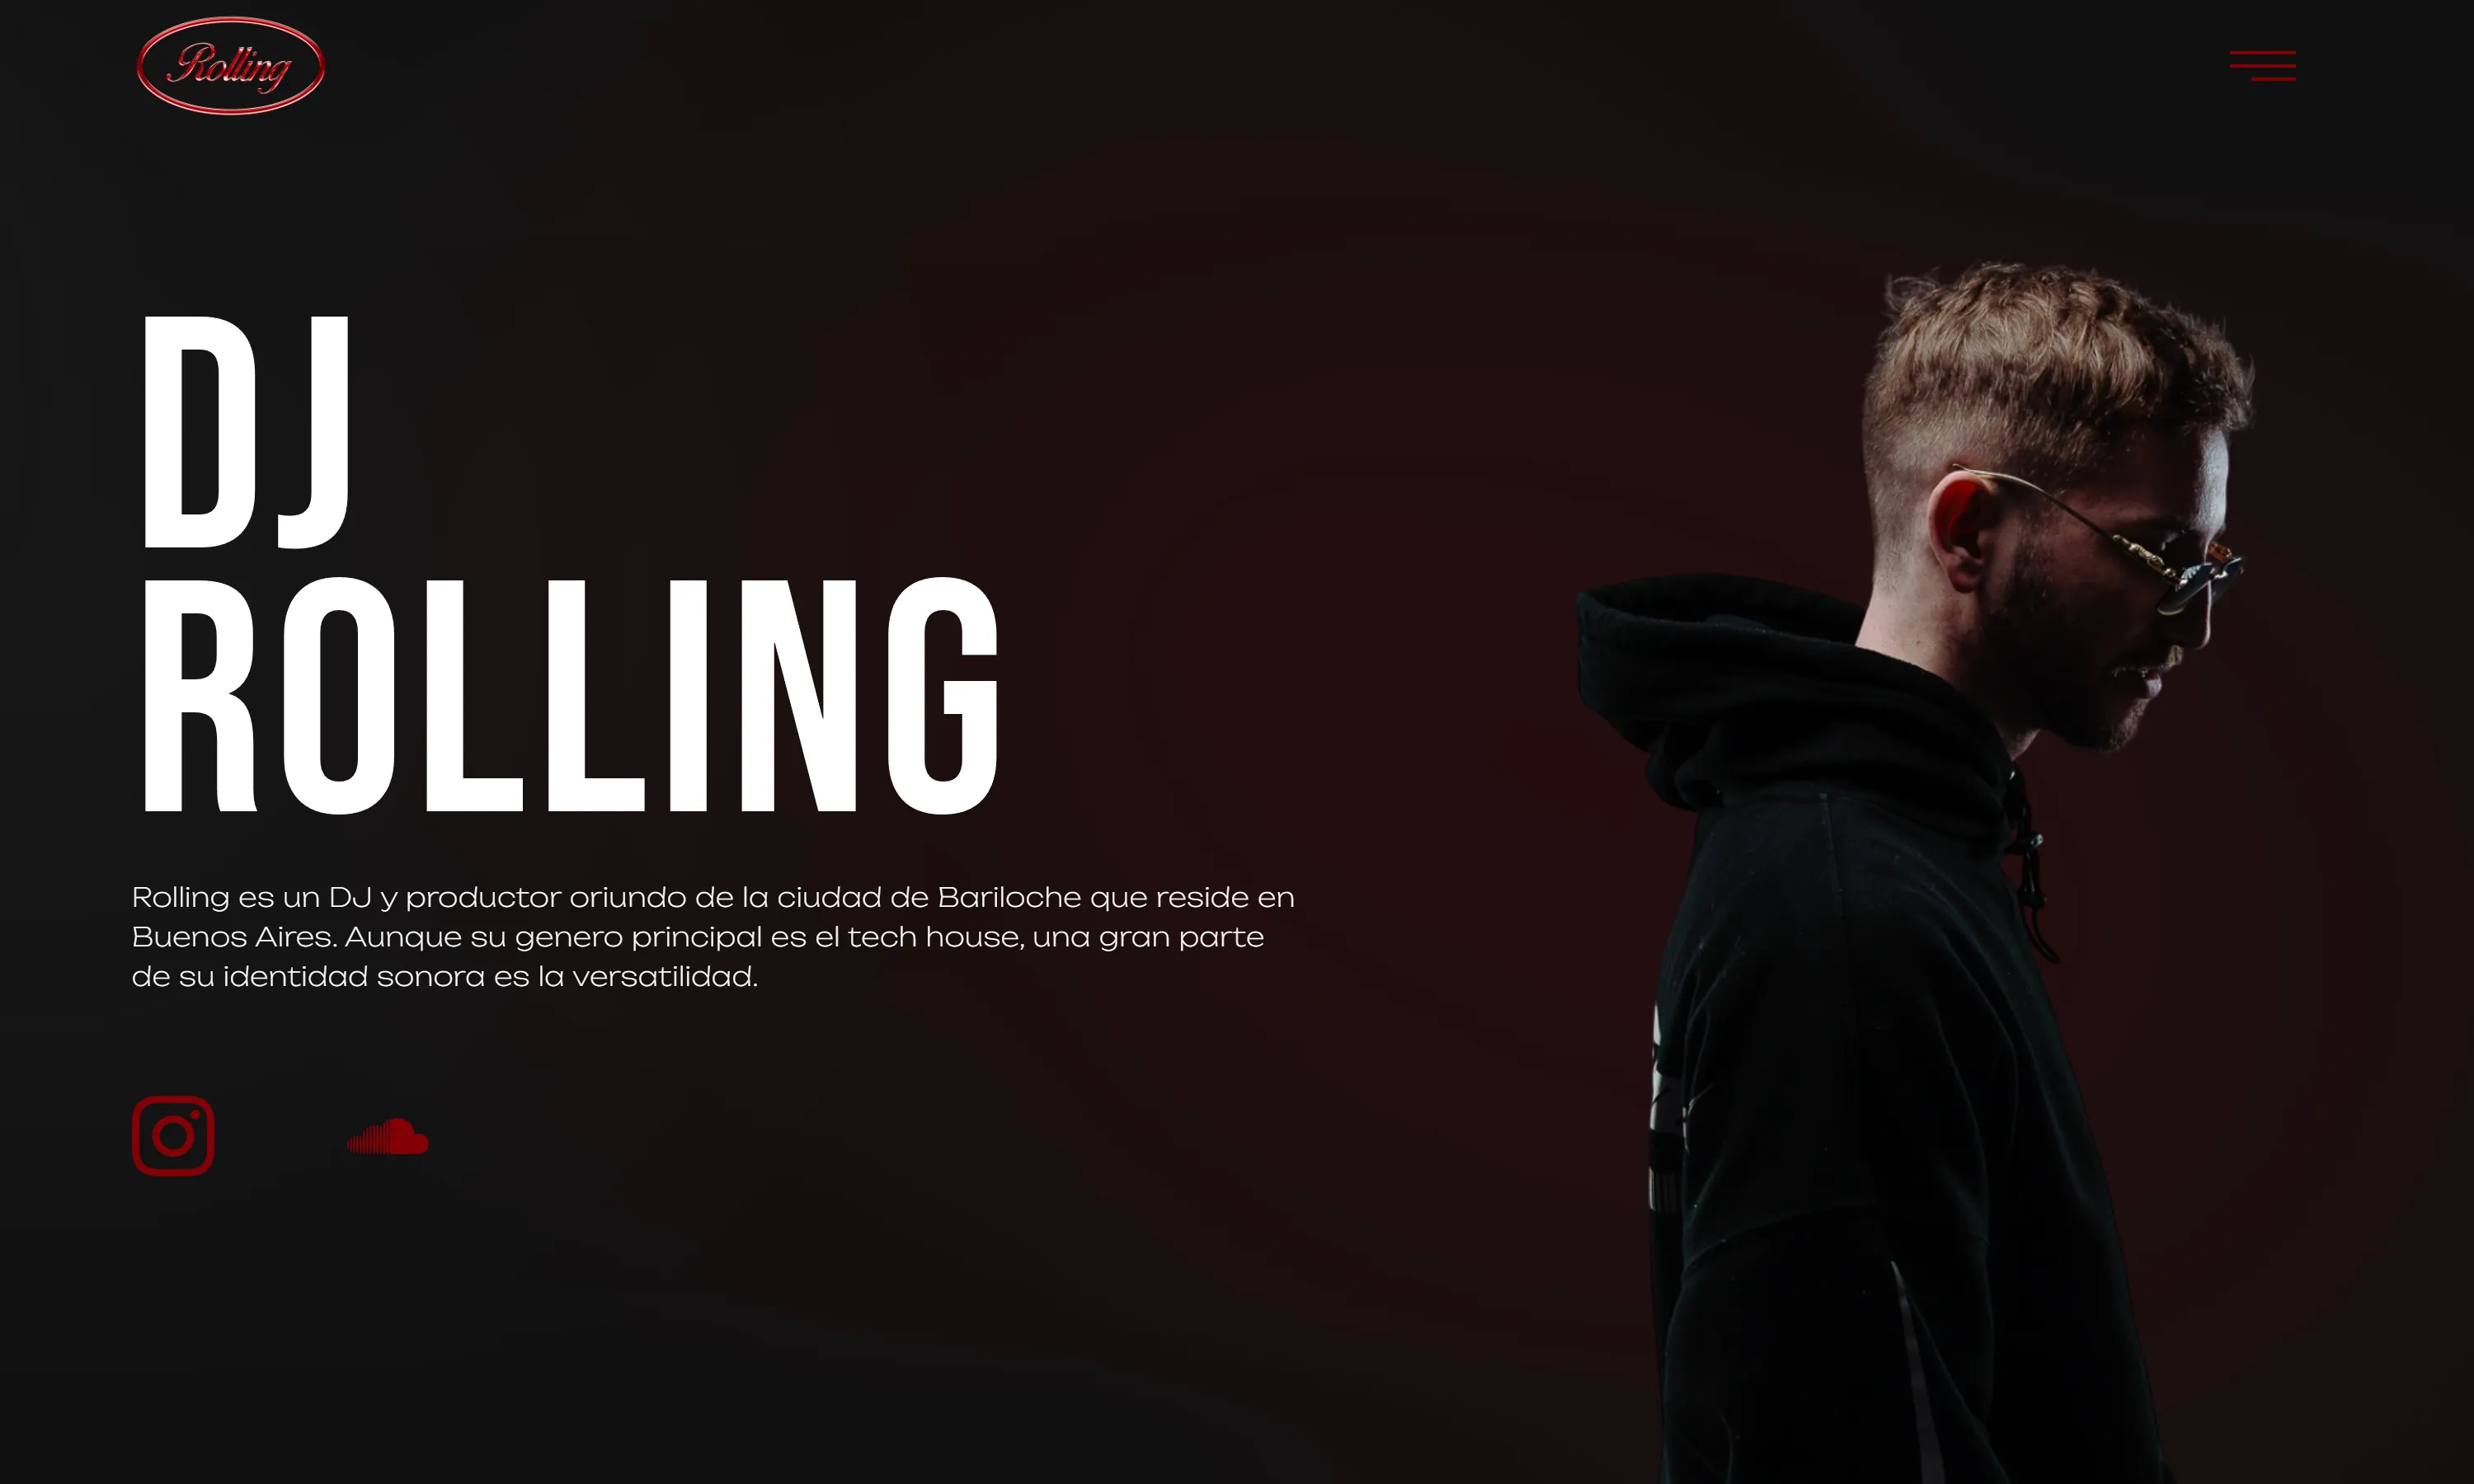 Rolling
DJ
ROLLING
Rolling es un DJ y productor oriundo de la ciudad de Bariloche que reside en
Buenos Aires. Aunque su genero principal es el tech house, una gran parte
de su identidad sonora es la versatilidad.